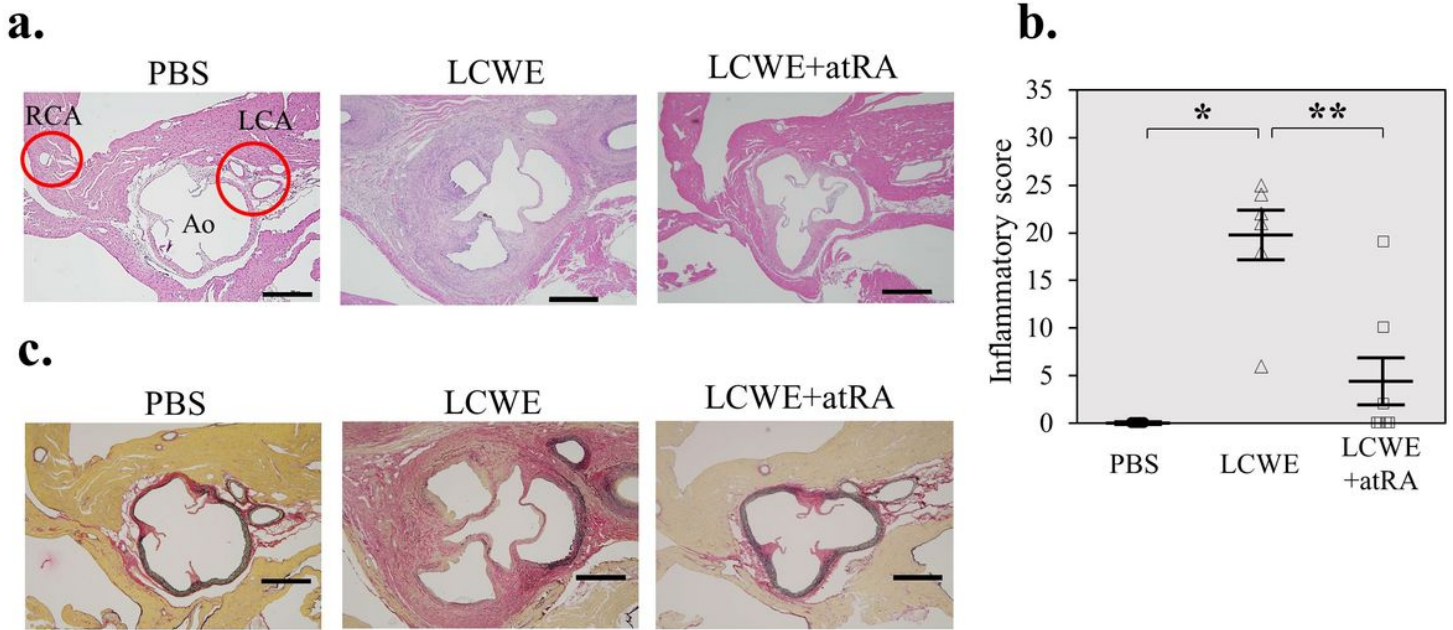 a.
PBS
LCWE
LCWE+atRA
RCA
LCA
Ao
b.
35
30
25
20
15
10
5
0
Inflammatory score
*
**
PBS
LCWE
LCWE
+atRA
c.
PBS
LCWE
LCWE+atRA